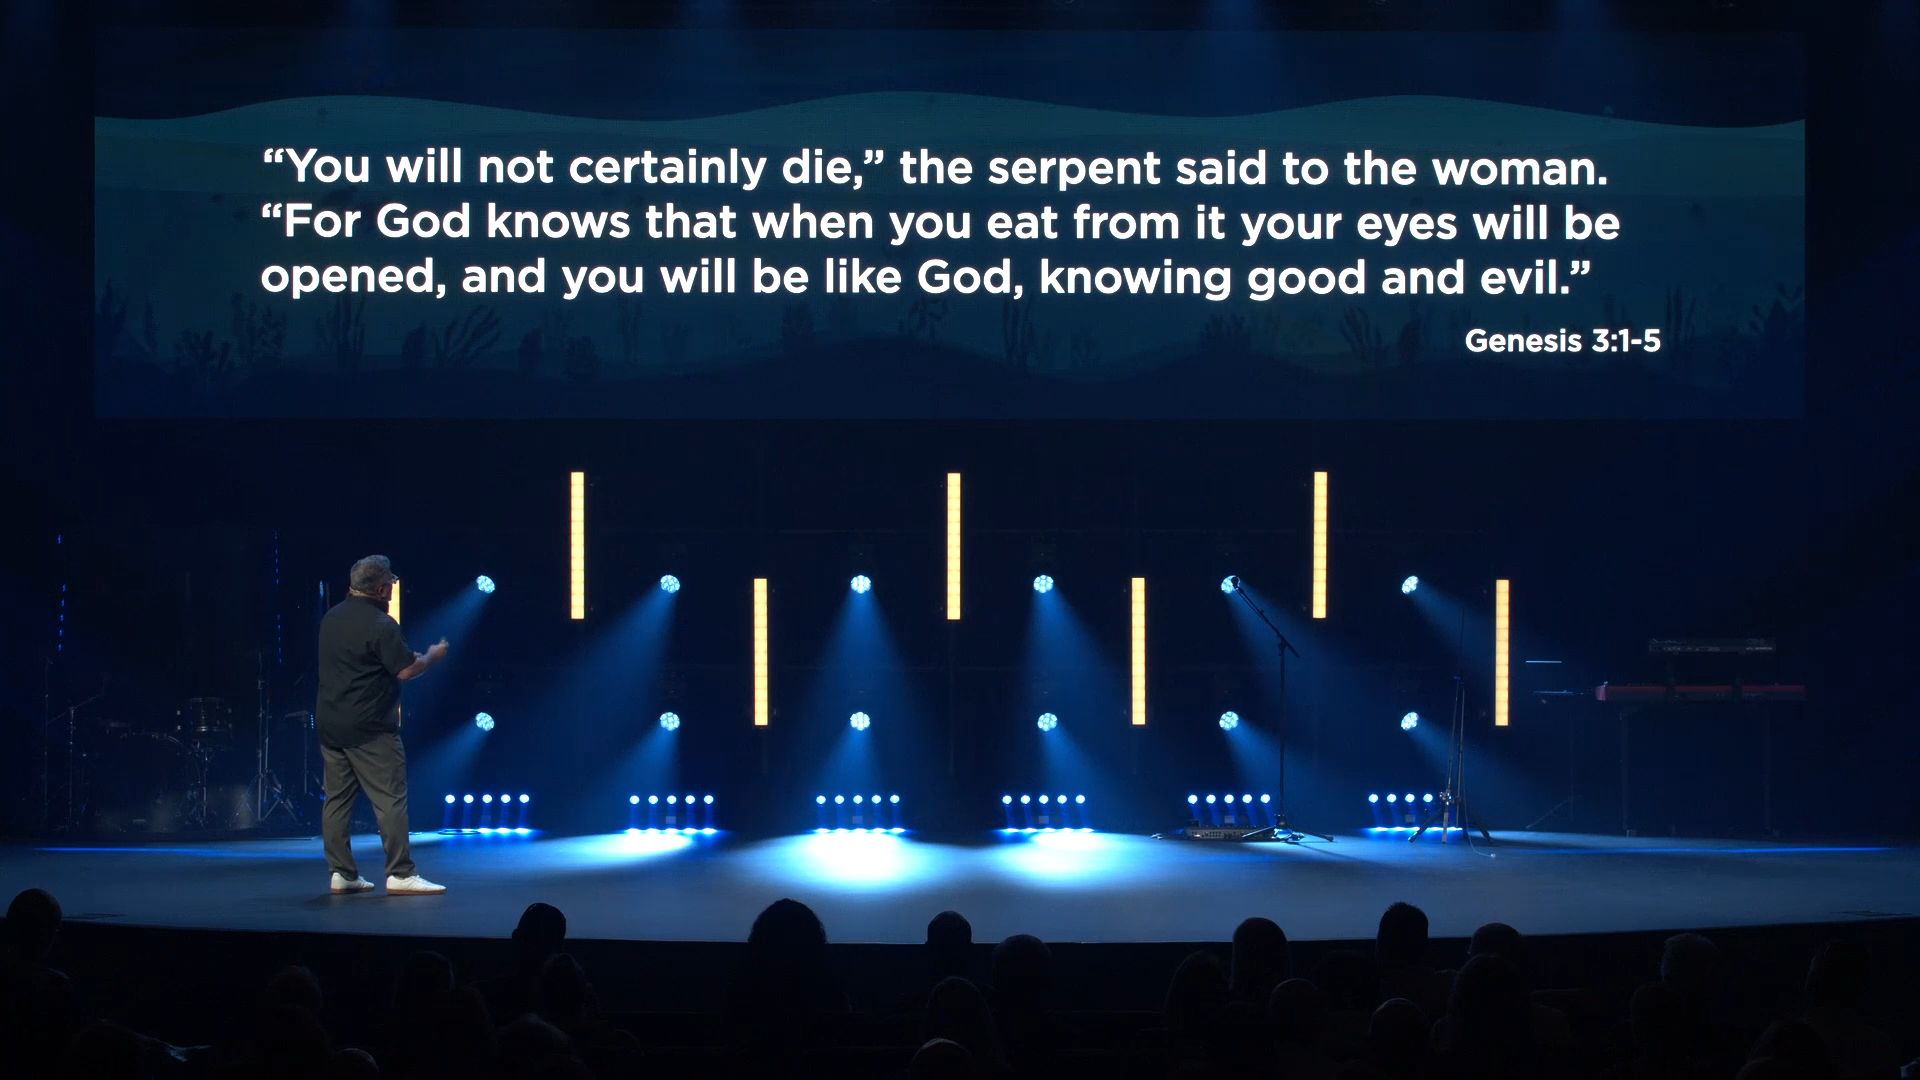 “You will not certainly die,” the serpent said to the woman.
“For God knows that when you eat from it your eyes will be
opened, and you will be like God, knowing good and evil.”
Genesis 3:1-5